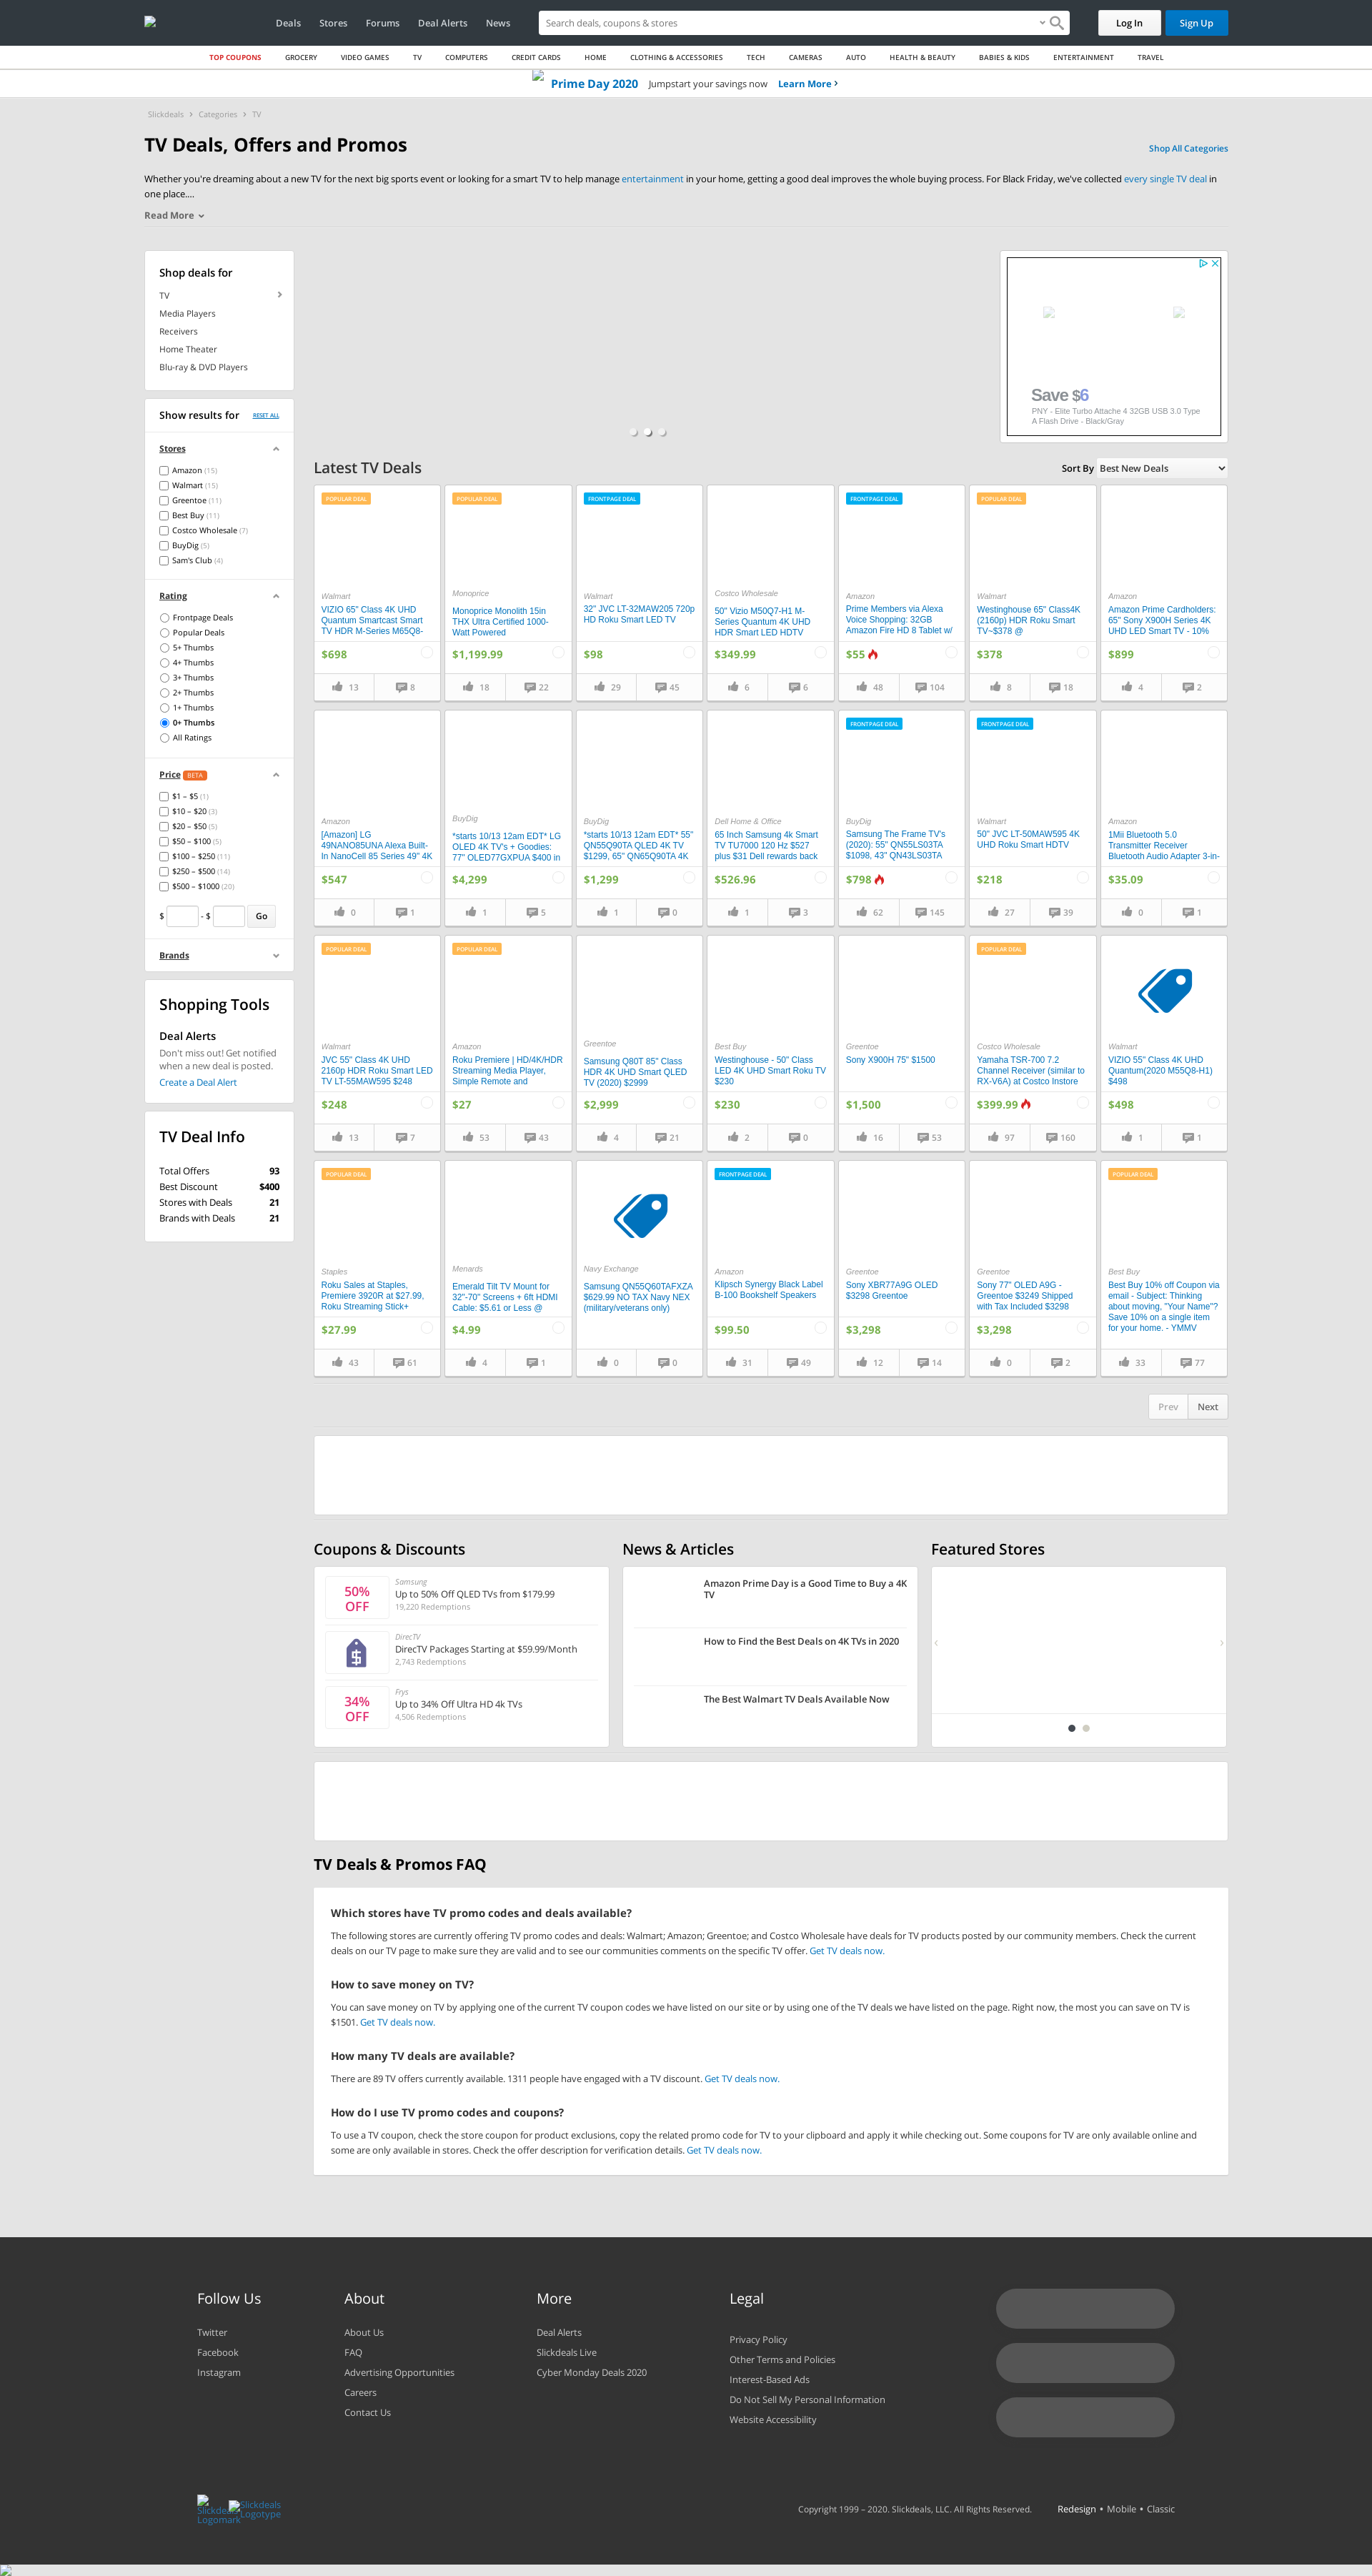 Deals Stores Forums Deal Alerts News Search deals, coupons & stores Log In Sign Up
TOP COUPONS GROCERY VIDEO GAMES TV COMPUTERS CREDIT CARDS HOME CLOTHING & ACCESSORIES TECH CAMERAS AUTO HEALTH & BEAUTY BABIES & KIDS ENTERTAINMENT TRAVEL
Prime Day 2020 Jumpstart your savings now Learn More
Slickdeals Categories TV
TV Deals, Offers and Promos
Shop All Categories
Whether you're dreaming about a new TV for the next big sports event or looking for a smart TV to help manage entertainment in your home, getting a good deal improves the whole buying process. For Black Friday, we've collected every single TV deal in
one place....
Read More
Shop deals for
TV
Media Players
Receivers
Home Theater
Blu-ray & DVD Players
Show results for RESET ALL
Stores
Amazon (15)
Walmart (15)
Greentoe (11)
Best Buy (11)
Costco Wholesale (7)
BuyDig (5)
Sam's Club (4)
Rating
Frontpage Deals
Popular Deals
5+ Thumbs
4+ Thumbs
3+ Thumbs
2+ Thumbs
1+ Thumbs
0+ Thumbs
All Ratings
Price BETA
$1 – $5 (1)
$10 – $20 (3)
$20 – $50 (5)
$50 – $100 (5)
$100 – $250 (11)
$250 – $500 (14)
$500 – $1000 (20)
$ - $ Go
Brands
Shopping Tools
Deal Alerts
Don't miss out! Get notified
when a new deal is posted.
Create a Deal Alert
TV Deal Info
Total Offers 93
Best Discount $400
Stores with Deals 21
Brands with Deals 21
Save $6
PNY - Elite Turbo Attache 4 32GB USB 3.0 Type
A Flash Drive - Black/Gray
Latest TV Deals
Sort By Best New Deals
POPULAR DEAL
Walmart
VIZIO 65" Class 4K UHD
Quantum Smartcast Smart
TV HDR M-Series M65Q8-
$698
13 8
POPULAR DEAL
Monoprice
Monoprice Monolith 15in
THX Ultra Certified 1000-
Watt Powered
$1,199.99
18 22
FRONTPAGE DEAL
Walmart
32" JVC LT-32MAW205 720p
HD Roku Smart LED TV
$98
29 45
Costco Wholesale
50" Vizio M50Q7-H1 M-
Series Quantum 4K UHD
HDR Smart LED HDTV
$349.99
6 6
FRONTPAGE DEAL
Amazon
Prime Members via Alexa
Voice Shopping: 32GB
Amazon Fire HD 8 Tablet w/
$55
48 104
POPULAR DEAL
Walmart
Westinghouse 65" Class4K
(2160p) HDR Roku Smart
TV~$378 @
$378
8 18
Amazon
Amazon Prime Cardholders:
65" Sony X900H Series 4K
UHD LED Smart TV - 10%
$899
4 2
Amazon
[Amazon] LG
49NANO85UNA Alexa Built-
In NanoCell 85 Series 49" 4K
$547
0 1
BuyDig
*starts 10/13 12am EDT* LG
OLED 4K TV's + Goodies:
77" OLED77GXPUA $400 in
$4,299
1 5
BuyDig
*starts 10/13 12am EDT* 55"
QN55Q90TA QLED 4K TV
$1299, 65" QN65Q90TA 4K
$1,299
1 0
Dell Home & Office
65 Inch Samsung 4k Smart
TV TU7000 120 Hz $527
plus $31 Dell rewards back
$526.96
1 3
FRONTPAGE DEAL
BuyDig
Samsung The Frame TV's
(2020): 55" QN55LS03TA
$1098, 43" QN43LS03TA
$798
62 145
FRONTPAGE DEAL
Walmart
50" JVC LT-50MAW595 4K
UHD Roku Smart HDTV
$218
27 39
Amazon
1Mii Bluetooth 5.0
Transmitter Receiver
Bluetooth Audio Adapter 3-in-
$35.09
0 1
POPULAR DEAL
Walmart
JVC 55" Class 4K UHD
2160p HDR Roku Smart LED
TV LT-55MAW595 $248
$248
13 7
POPULAR DEAL
Amazon
Roku Premiere | HD/4K/HDR
Streaming Media Player,
Simple Remote and
$27
53 43
Greentoe
Samsung Q80T 85" Class
HDR 4K UHD Smart QLED
TV (2020) $2999
$2,999
4 21
Best Buy
Westinghouse - 50" Class
LED 4K UHD Smart Roku TV
$230
$230
2 0
Greentoe
Sony X900H 75" $1500
$1,500
16 53
POPULAR DEAL
Costco Wholesale
Yamaha TSR-700 7.2
Channel Receiver (similar to
RX-V6A) at Costco Instore
$399.99
97 160
Walmart
VIZIO 55" Class 4K UHD
Quantum(2020 M55Q8-H1)
$498
$498
1 1
POPULAR DEAL
Staples
Roku Sales at Staples,
Premiere 3920R at $27.99,
Roku Streaming Stick+
$27.99
43 61
Menards
Emerald Tilt TV Mount for
32"-70" Screens + 6ft HDMI
Cable: $5.61 or Less @
$4.99
4 1
Navy Exchange
Samsung QN55Q60TAFXZA
$629.99 NO TAX Navy NEX
(military/veterans only)
0 0
FRONTPAGE DEAL
Amazon
Klipsch Synergy Black Label
B-100 Bookshelf Speakers
$99.50
31 49
Greentoe
Sony XBR77A9G OLED
$3298 Greentoe
$3,298
12 14
Greentoe
Sony 77" OLED A9G -
Greentoe $3249 Shipped
with Tax Included $3298
$3,298
0 2
POPULAR DEAL
Best Buy
Best Buy 10% off Coupon via
email - Subject: Thinking
about moving, "Your Name"?
Save 10% on a single item
for your home. - YMMV
33 77
Prev Next
Coupons & Discounts
50%
OFF
Samsung
Up to 50% Off QLED TVs from $179.99
19,220 Redemptions
DirecTV
DirecTV Packages Starting at $59.99/Month
2,743 Redemptions
34%
OFF
Frys
Up to 34% Off Ultra HD 4k TVs
4,506 Redemptions
News & Articles
Amazon Prime Day is a Good Time to Buy a 4K
TV
How to Find the Best Deals on 4K TVs in 2020
The Best Walmart TV Deals Available Now
Featured Stores
TV Deals & Promos FAQ
Which stores have TV promo codes and deals available?
The following stores are currently offering TV promo codes and deals: Walmart; Amazon; Greentoe; and Costco Wholesale have deals for TV products posted by our community members. Check the current
deals on our TV page to make sure they are valid and to see our communities comments on the specific TV offer. Get TV deals now.
How to save money on TV?
You can save money on TV by applying one of the current TV coupon codes we have listed on our site or by using one of the TV deals we have listed on the page. Right now, the most you can save on TV is
$1501. Get TV deals now.
How many TV deals are available?
There are 89 TV offers currently available. 1311 people have engaged with a TV discount. Get TV deals now.
How do I use TV promo codes and coupons?
To use a TV coupon, check the store coupon for product exclusions, copy the related promo code for TV to your clipboard and apply it while checking out. Some coupons for TV are only available online and
some are only available in stores. Check the offer description for verification details. Get TV deals now.
Follow Us
Twitter
Facebook
Instagram
About
About Us
FAQ
Advertising Opportunities
Careers
Contact Us
More
Deal Alerts
Slickdeals Live
Cyber Monday Deals 2020
Legal
Privacy Policy
Other Terms and Policies
Interest-Based Ads
Do Not Sell My Personal Information
Website Accessibility
Slickdeals
Logomark
Slickdeals
Logotype
Copyright 1999 – 2020. Slickdeals, LLC. All Rights Reserved. Redesign • Mobile • Classic